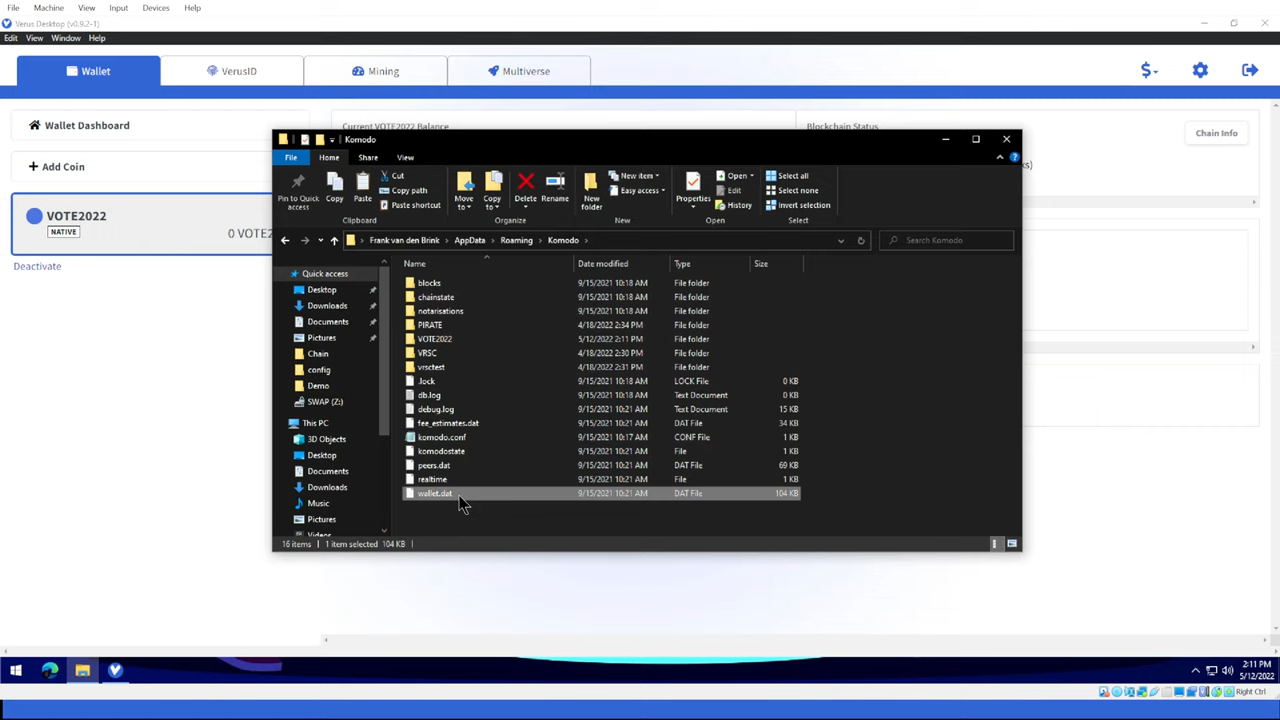 File Machine View Input Devices Help
Verus Desktop (v0.9.2-1)
Edit View Window Help
Wallet VerusID Mining Multiverse $
Wallet Dashboard
Current VOTE2022 Balance
Blockchain Status
Chain Info
Add Coin
VOTE2022
NATIVE
0 VOTE2
Deactivate
Komodo
File Home Share View
Pin to Quick access
Copy
Paste
Cut
Copy path
Paste shortcut
Clipboard
Move to
Copy to
Delete
Rename
Organize
New folder
New item
Easy access
New
Properties
Open
Edit
History
Open
Select all
Select none
Invert selection
Select
Frank van den Brink > AppData > Roaming > Komodo >
Search Komodo
Name Date modified Type Size
Quick access
Desktop
Downloads
Documents
Pictures
Chain
config
Demo
SWAP (Z:)
This PC
3D Objects
Desktop
Documents
Downloads
Music
Pictures
Videos
blocks 9/15/2021 10:18 AM File folder
chainstate 9/15/2021 10:18 AM File folder
notarisations 9/15/2021 10:18 AM File folder
PIRATE 4/18/2022 2:34 PM File folder
VOTE2022 5/12/2022 2:11 PM File folder
VRSC 4/18/2022 2:30 PM File folder
vrsctest 4/18/2022 2:31 PM File folder
.lock 9/15/2021 10:18 AM LOCK File 0 KB
db.log 9/15/2021 10:18 AM Text Document 0 KB
debug.log 9/15/2021 10:21 AM Text Document 15 KB
fee_estimates.dat 9/15/2021 10:21 AM DAT File 34 KB
komodo.conf 9/15/2021 10:17 AM CONF File 1 KB
komodostate 9/15/2021 10:21 AM File 1 KB
peers.dat 9/15/2021 10:21 AM DAT File 69 KB
realtime 9/15/2021 10:21 AM File 1 KB
wallet.dat 9/15/2021 10:21 AM DAT File 104 KB
16 items 1 item selected 104 KB
2:11 PM
5/12/2022
Right Ctrl